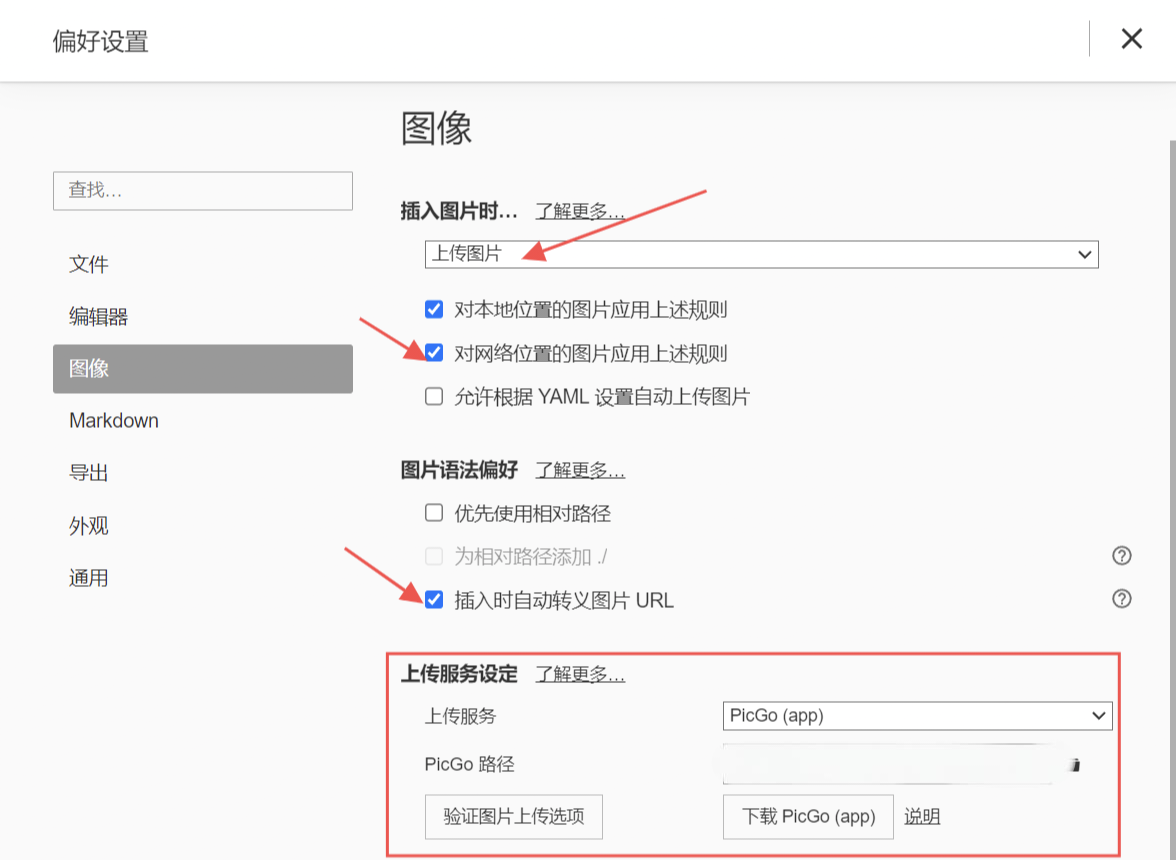 偏好设置
图像
查找...
插入图片时... 了解更多...
上传图片
文件
对本地位置的图片应用上述规则
编辑器
对网络位置的图片应用上述规则
图像
允许根据 YAML 设置自动上传图片
Markdown
图片语法偏好 了解更多...
导出
优先使用相对路径
外观
为相对路径添加 ./
通用
插入时自动转义图片 URL
上传服务设定 了解更多...
上传服务 PicGo (app)
PicGo 路径
验证图片上传选项 下载 PicGo (app) 说明